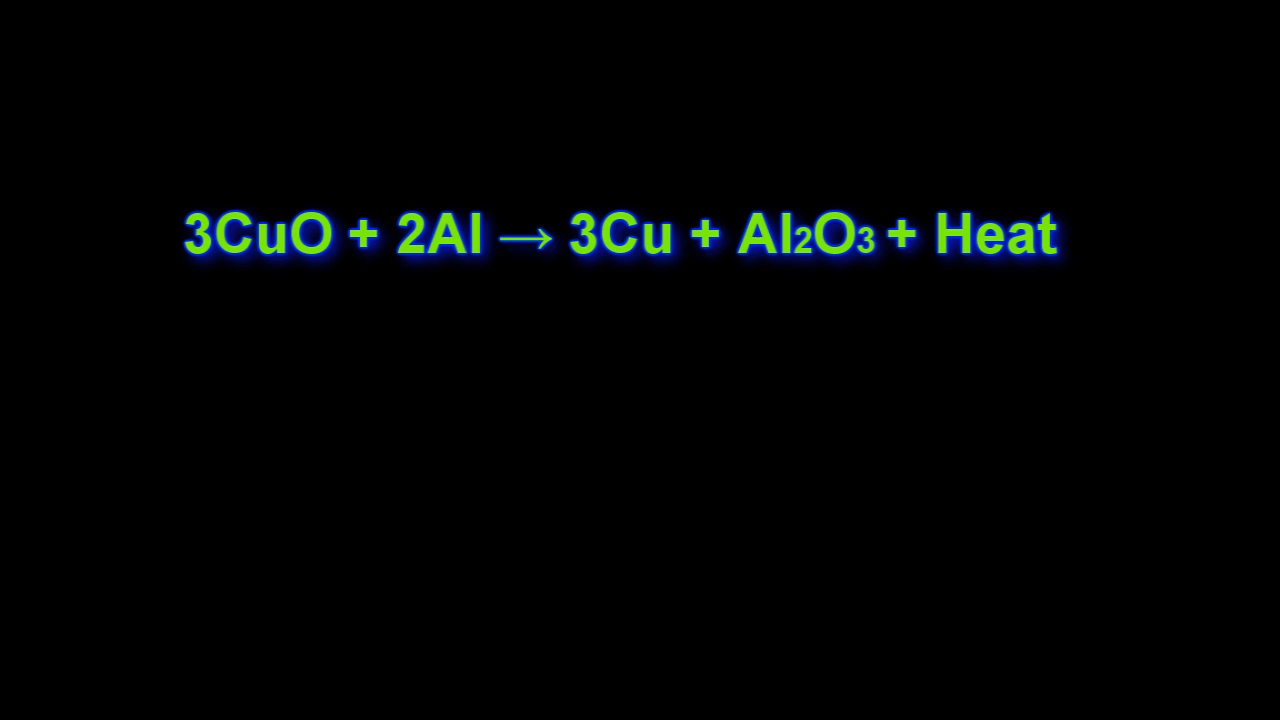 3CuO + 2Al → 3Cu + Al₂O₃ + Heat